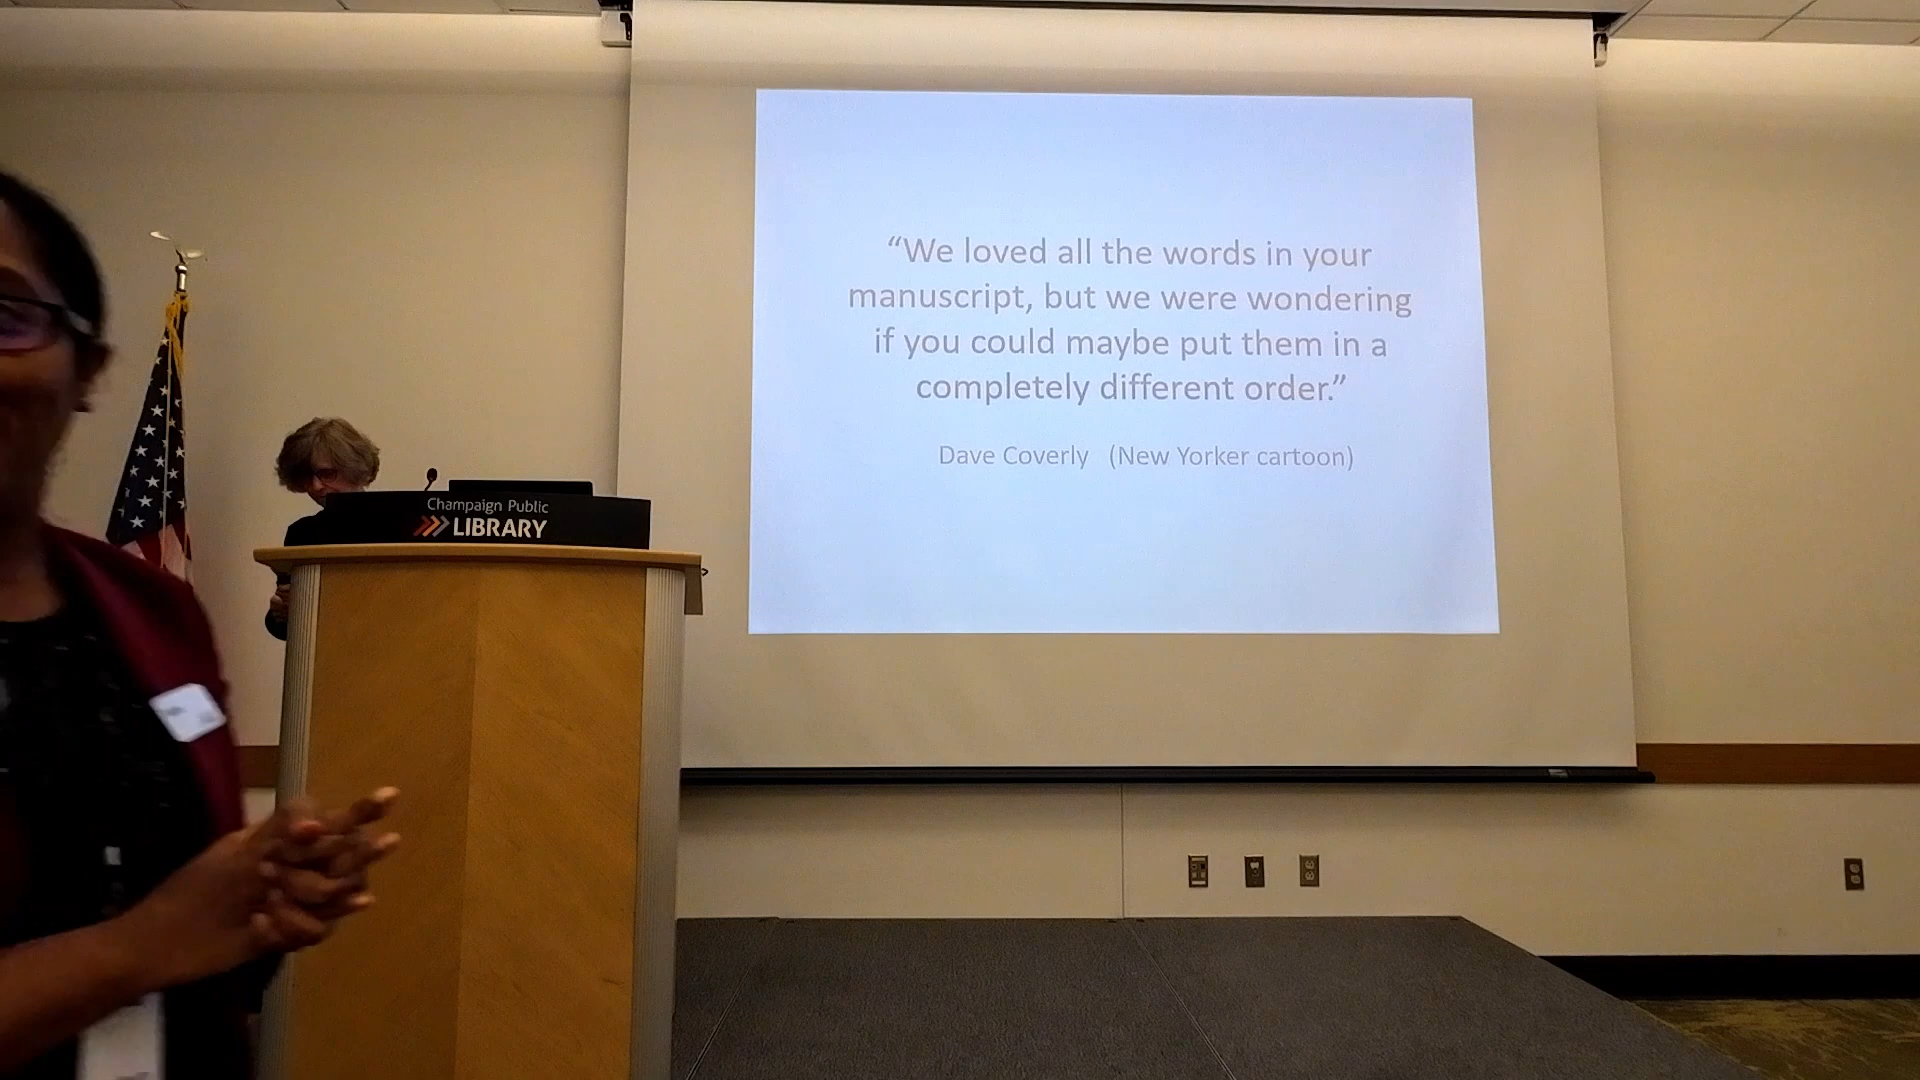 “We loved all the words in your
manuscript, but we were wondering
if you could maybe put them in a
completely different order.”
Dave Coverly (New Yorker cartoon)
Champaign Public
LIBRARY